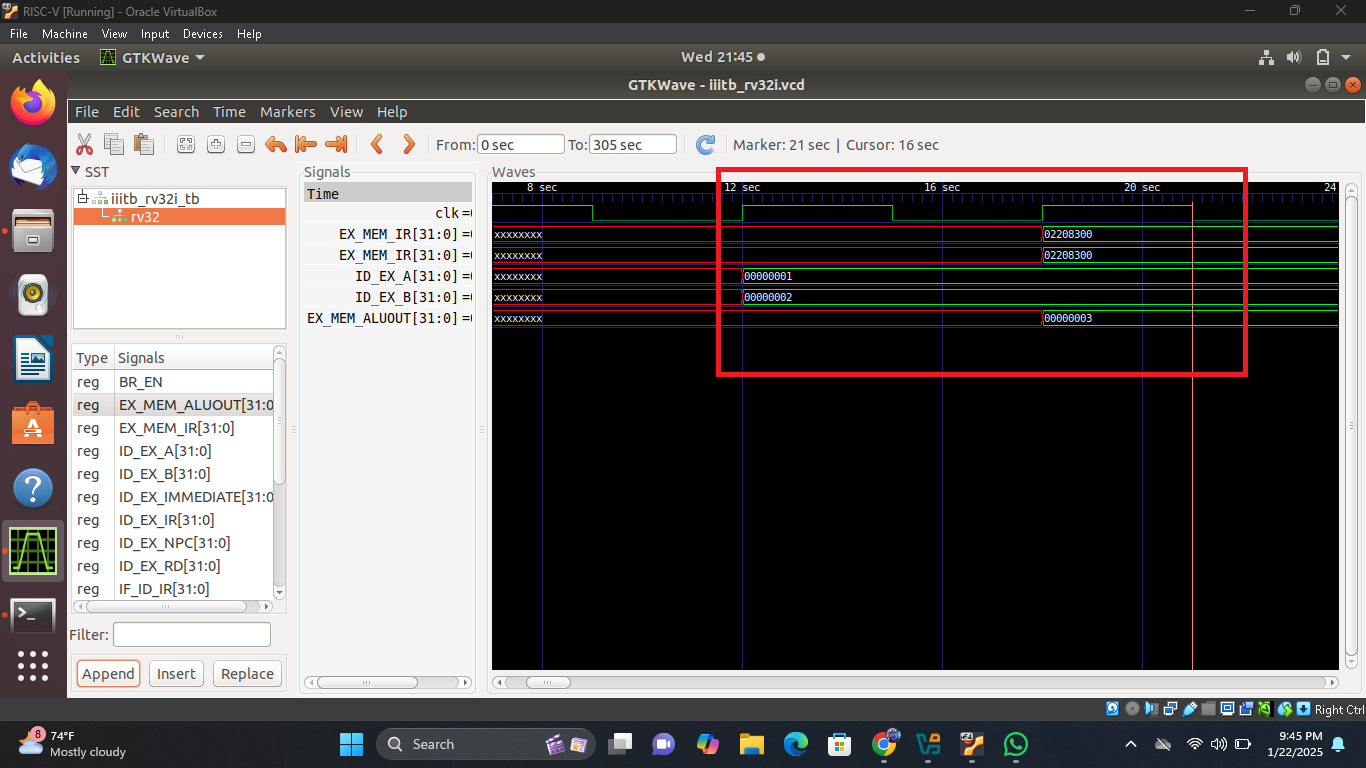 RISC-V [Running] - Oracle VirtualBox
File Machine View Input Devices Help
Activities GTKWave Wed 21:45
GTKWave - iiitb_rv32i.vcd
File Edit Search Time Markers View Help
From: 0 sec To: 305 sec Marker: 21 sec | Cursor: 16 sec
SST
iiitb_rv32i_tb
rv32
Type Signals
reg BR_EN
reg EX_MEM_ALUOUT[31:0
reg EX_MEM_IR[31:0]
reg ID_EX_A[31:0]
reg ID_EX_B[31:0]
reg ID_EX_IMMEDIATE[31:0
reg ID_EX_IR[31:0]
reg ID_EX_NPC[31:0]
reg ID_EX_RD[31:0]
reg IF_ID_IR[31:0]
Filter:
Append Insert Replace
Signals
Time
clk =
EX_MEM_IR[31:0] =
EX_MEM_IR[31:0] =
ID_EX_A[31:0] =
ID_EX_B[31:0] =
EX_MEM_ALUOUT[31:0] =
Waves
8 sec 12 sec 16 sec 20 sec 24
xxxxxxxx 02208300
xxxxxxxx 02208300
xxxxxxxx 00000001
xxxxxxxx 00000002
xxxxxxxx 00000003
Right Ctrl
8
74°F
Mostly cloudy
Search
9:45 PM
1/22/2025